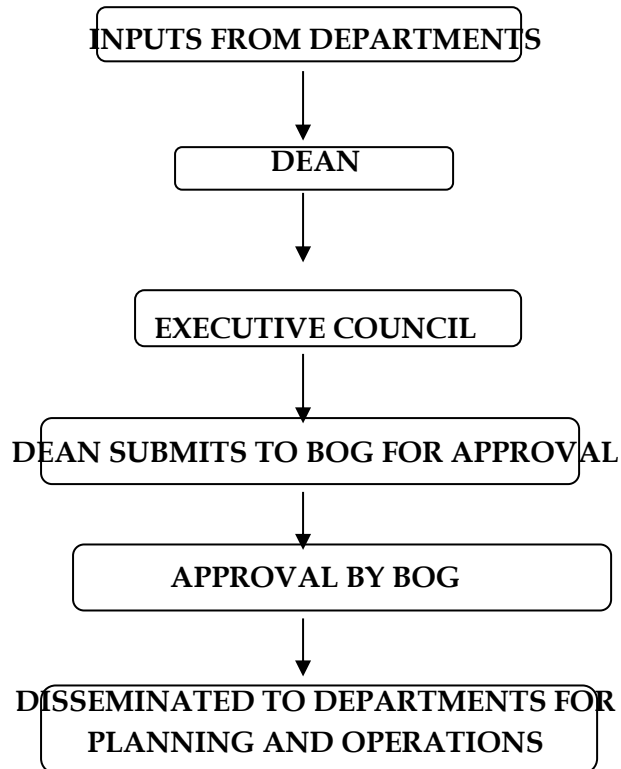 INPUTS FROM DEPARTMENTS
DEAN
EXECUTIVE COUNCIL
DEAN SUBMITS TO BOG FOR APPROVAL
APPROVAL BY BOG
DISSEMINATED TO DEPARTMENTS FOR
PLANNING AND OPERATIONS